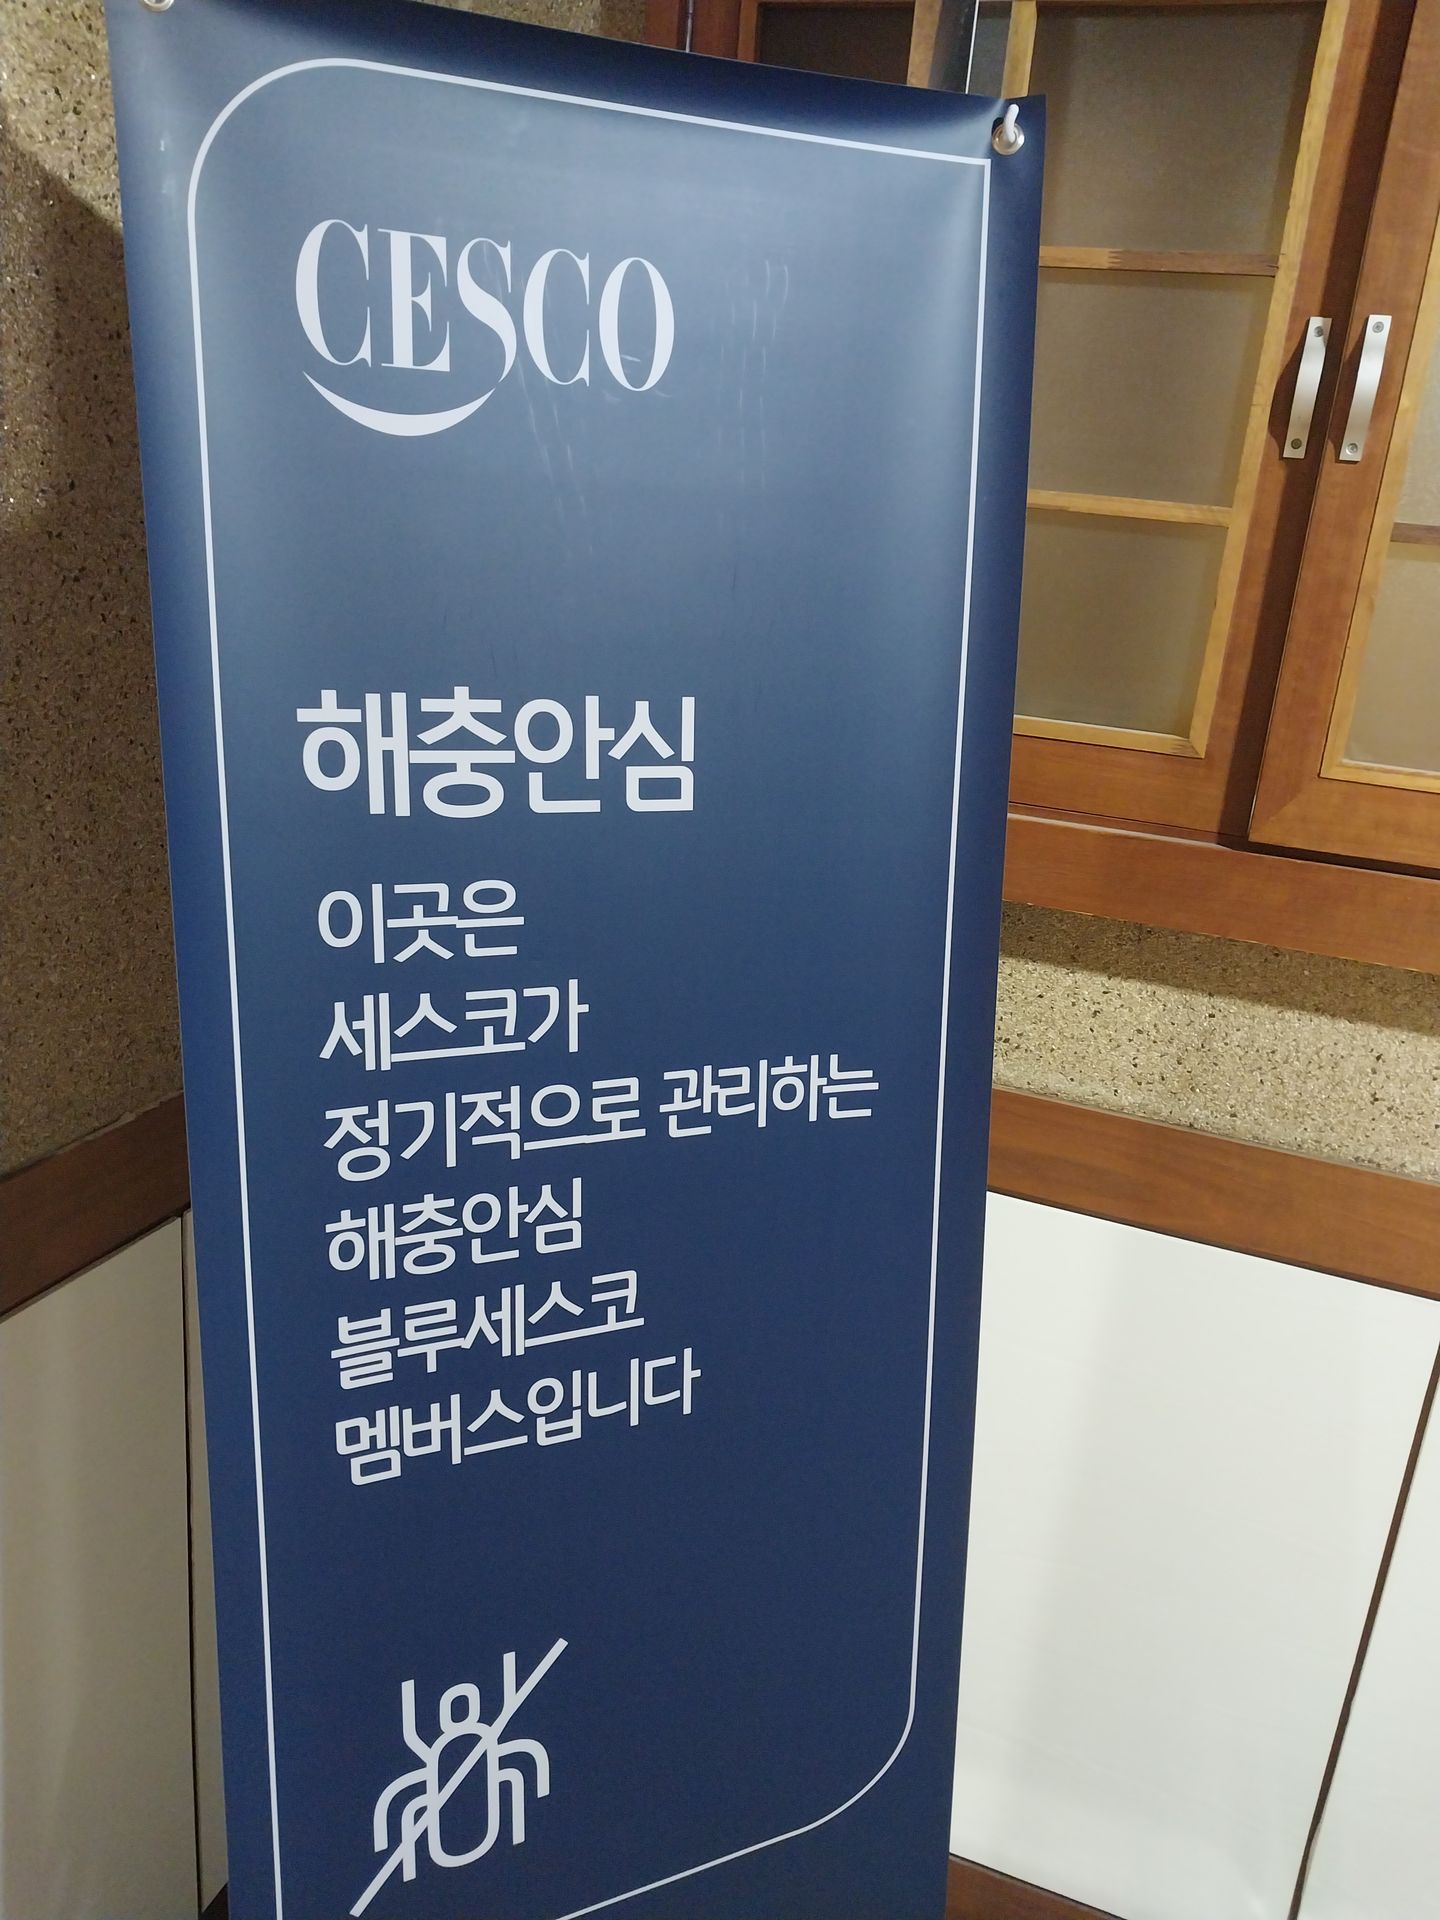 CESCO
해충안심
이곳은
세스코가
정기적으로 관리하는
해충안심
블루세스코
멤버스입니다